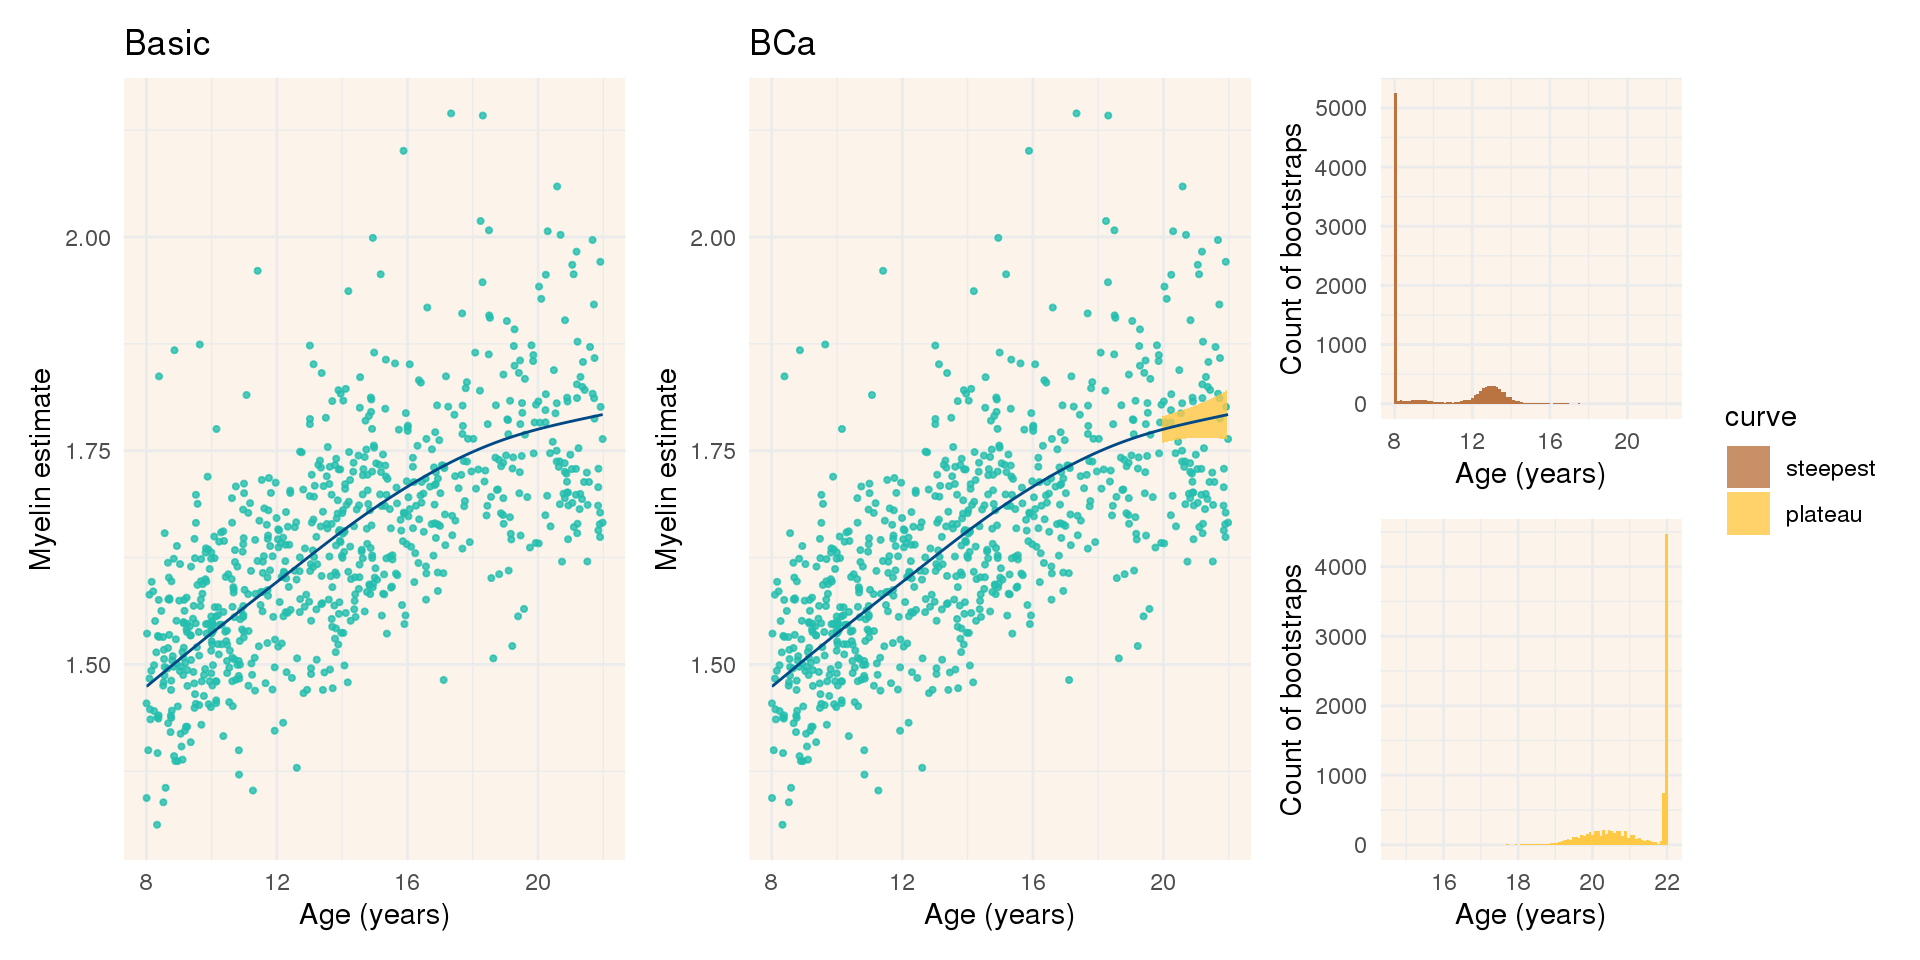 Basic
Myelin estimate
2.00
1.75
1.50
8 12 16 20
Age (years)
BCa
Myelin estimate
2.00
1.75
1.50
8 12 16 20
Age (years)
Count of bootstraps
5000
4000
3000
2000
1000
0
8 12 16 20
Age (years)
Count of bootstraps
4000
3000
2000
1000
0
16 18 20 22
Age (years)
curve
steepest
plateau